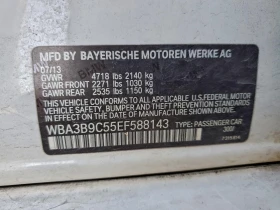 MFD BY BAYERISCHE MOTOREN WERKE AG
07/13
GVWR 4718 lbs 2140 kg
GAWR FRONT 2271 lbs 1030 kg
GAWR REAR 2535 lbs 1150 kg
THIS VEHICLE CONFORMS TO ALL APPLICABLE U.S. FEDERAL MOTOR
VEHICLE SAFETY, BUMPER, AND THEFT PREVENTION STANDARDS
IN EFFECT ON THE DATE OF MANUFACTURE SHOWN ABOVE.
WBA3B9C55EF588143 TYPE: PASSENGER CAR